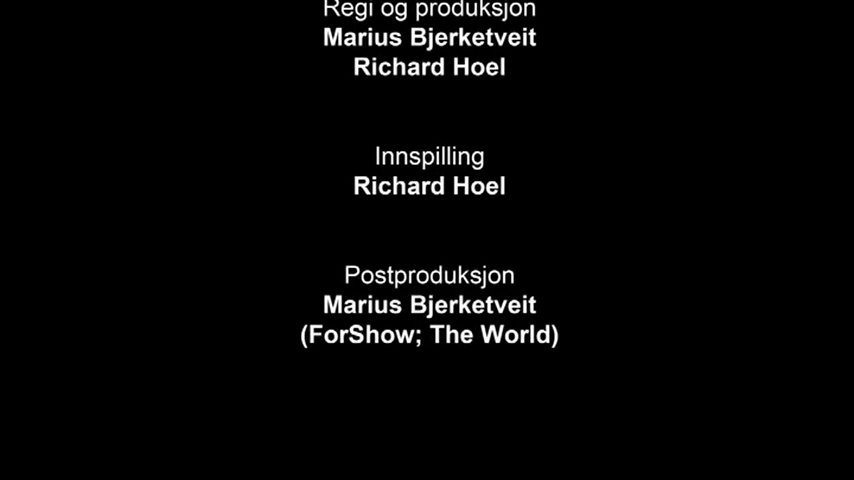 Regi og produksjon
Marius Bjerketveit
Richard Hoel
Innspilling
Richard Hoel
Postproduksjon
Marius Bjerketveit
(ForShow; The World)